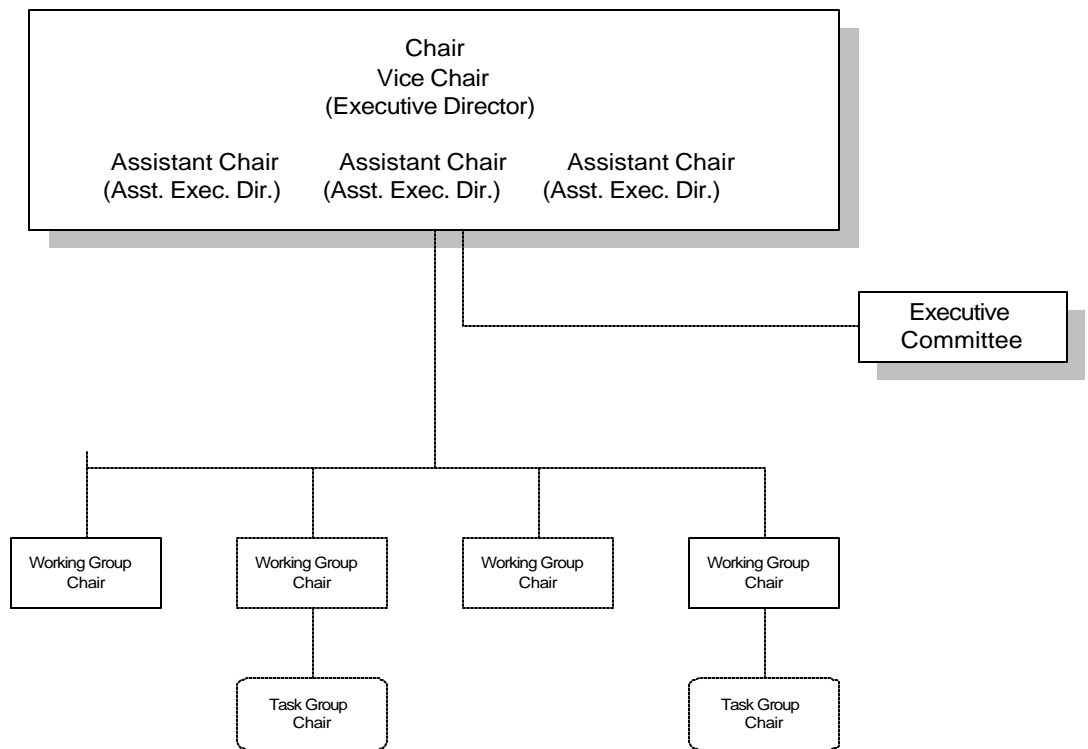 Chair
Vice Chair
(Executive Director)
Assistant Chair Assistant Chair Assistant Chair
(Asst. Exec. Dir.) (Asst. Exec. Dir.) (Asst. Exec. Dir.)
Executive
Committee
Working Group
Chair
Working Group
Chair
Working Group
Chair
Working Group
Chair
Task Group
Chair
Task Group
Chair